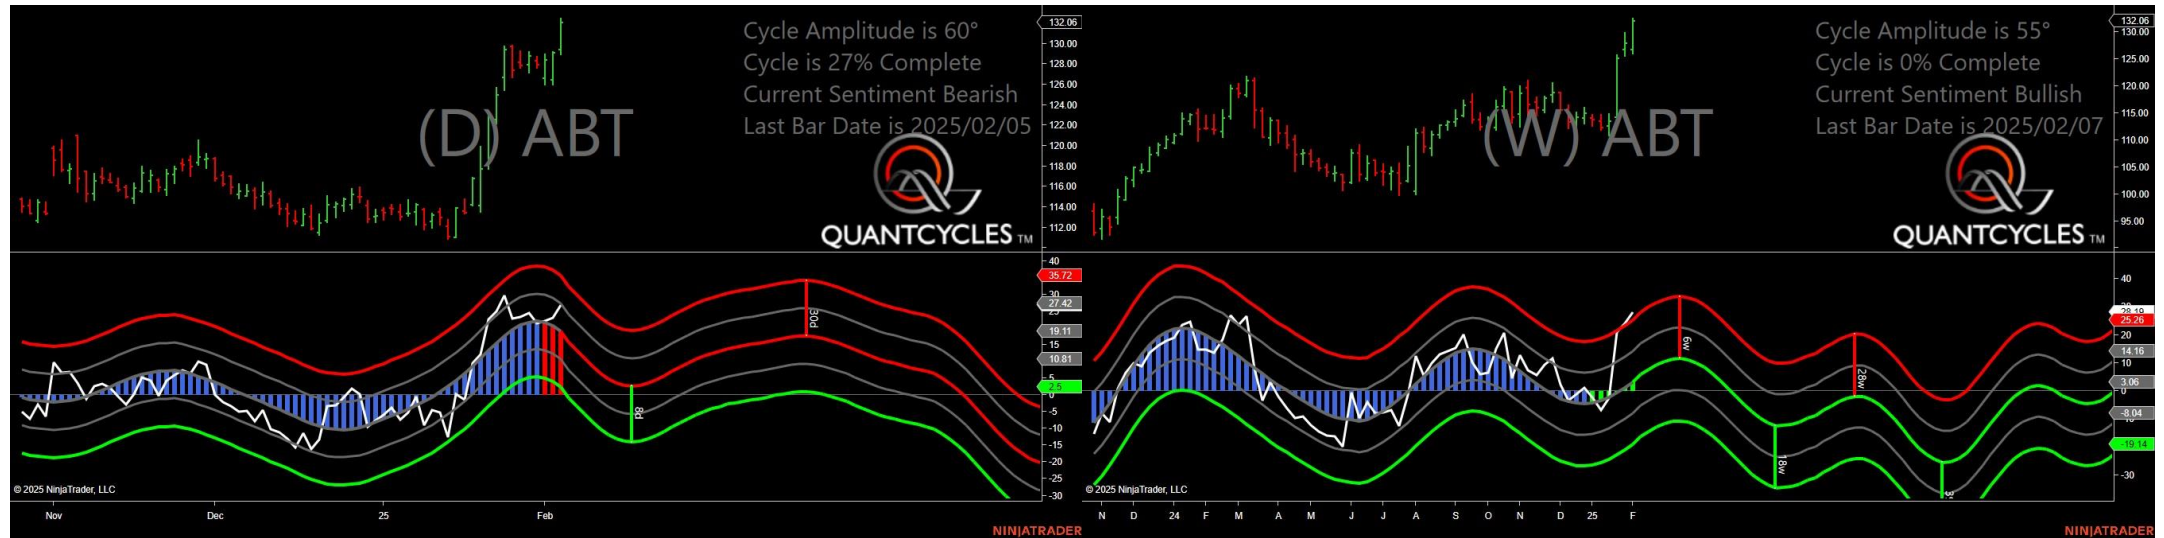 Cycle Amplitude is 60°
Cycle is 27% Complete
Current Sentiment Bearish
Last Bar Date is 2025/02/05
(D) ABT
QUANTCYCLES TM
132.06
130.00
128.00
126.00
124.00
122.00
120.00
118.00
116.00
114.00
112.00
40
35.72
30
27.42
25
19.11
15
10.81
5
2.5
0
-5
-10
-15
-20
-25
-30
30d
8d
© 2025 NinjaTrader, LLC
Nov
Dec
25
Feb
NINJATRADER
Cycle Amplitude is 55°
Cycle is 0% Complete
Current Sentiment Bullish
Last Bar Date is 2025/02/07
(W) ABT
QUANTCYCLES TM
132.06
130.00
125.00
120.00
115.00
110.00
105.00
100.00
95.00
40
28.19
25.26
20
14.16
10
3.06
0
-8.04
-19.14
-30
6w
28w
18w
© 2025 NinjaTrader, LLC
N
D
24
F
M
A
M
J
J
A
S
O
N
D
25
F
NINJATRADER